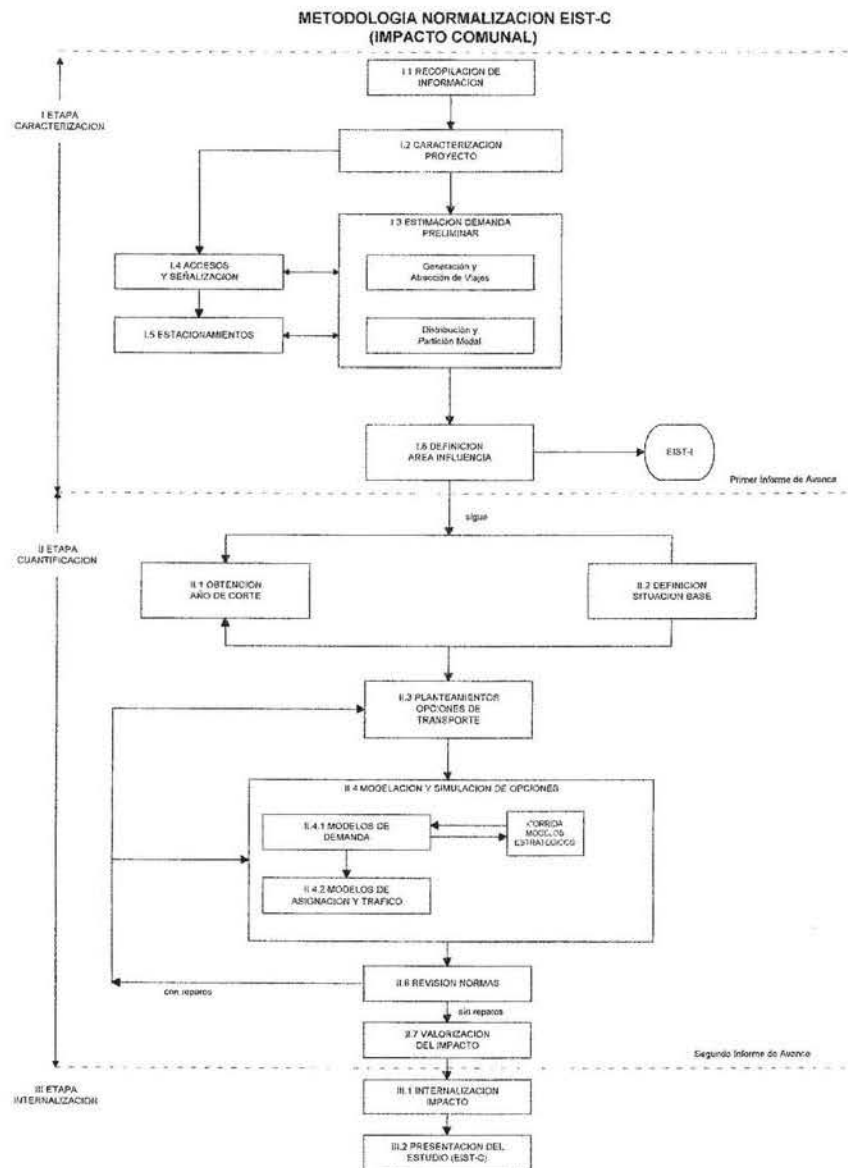 METODOLOGIA NORMALIZACION EIST-C
(IMPACTO COMUNAL)
I.1 RECOPILACION DE
INFORMACION
I ETAPA
CARACTERIZACION
I.2 CARACTERIZACION
PROYECTO
I.3 ESTIMACION DEMANDA
PRELIMINAR
Generación y
Atracción de Viajes
I.4 ACCESOS
Y SEÑALIZACION
Distribución y
Partición Modal
I.5 ESTACIONAMIENTOS
I.6 DEFINICION
AREA INFLUENCIA
EIST-I
Primer Informe de Avance
sigue
II ETAPA
CUANTIFICACION
II.1 OBTENCION
AÑO DE CORTE
II.2 DEFINICION
SITUACION BASE
II.3 PLANTEAMIENTOS
OPCIONES DE
TRANSPORTE
II.4 MODELACION Y SIMULACION DE OPCIONES
II.4.1 MODELOS DE
DEMANDA
CORRIDA
MODELOS
ESTRATEGICOS
II.4.2 MODELOS DE
ASIGNACION Y TRAFICO
II.6 REVISION NORMAS
con reparos
sin reparos
II.7 VALORIZACION
DEL IMPACTO
Segundo Informe de Avance
III ETAPA
INTERNALIZACION
III.1 INTERNALIZACION
IMPACTO
III.2 PRESENTACION DEL
ESTUDIO (EIST-C)